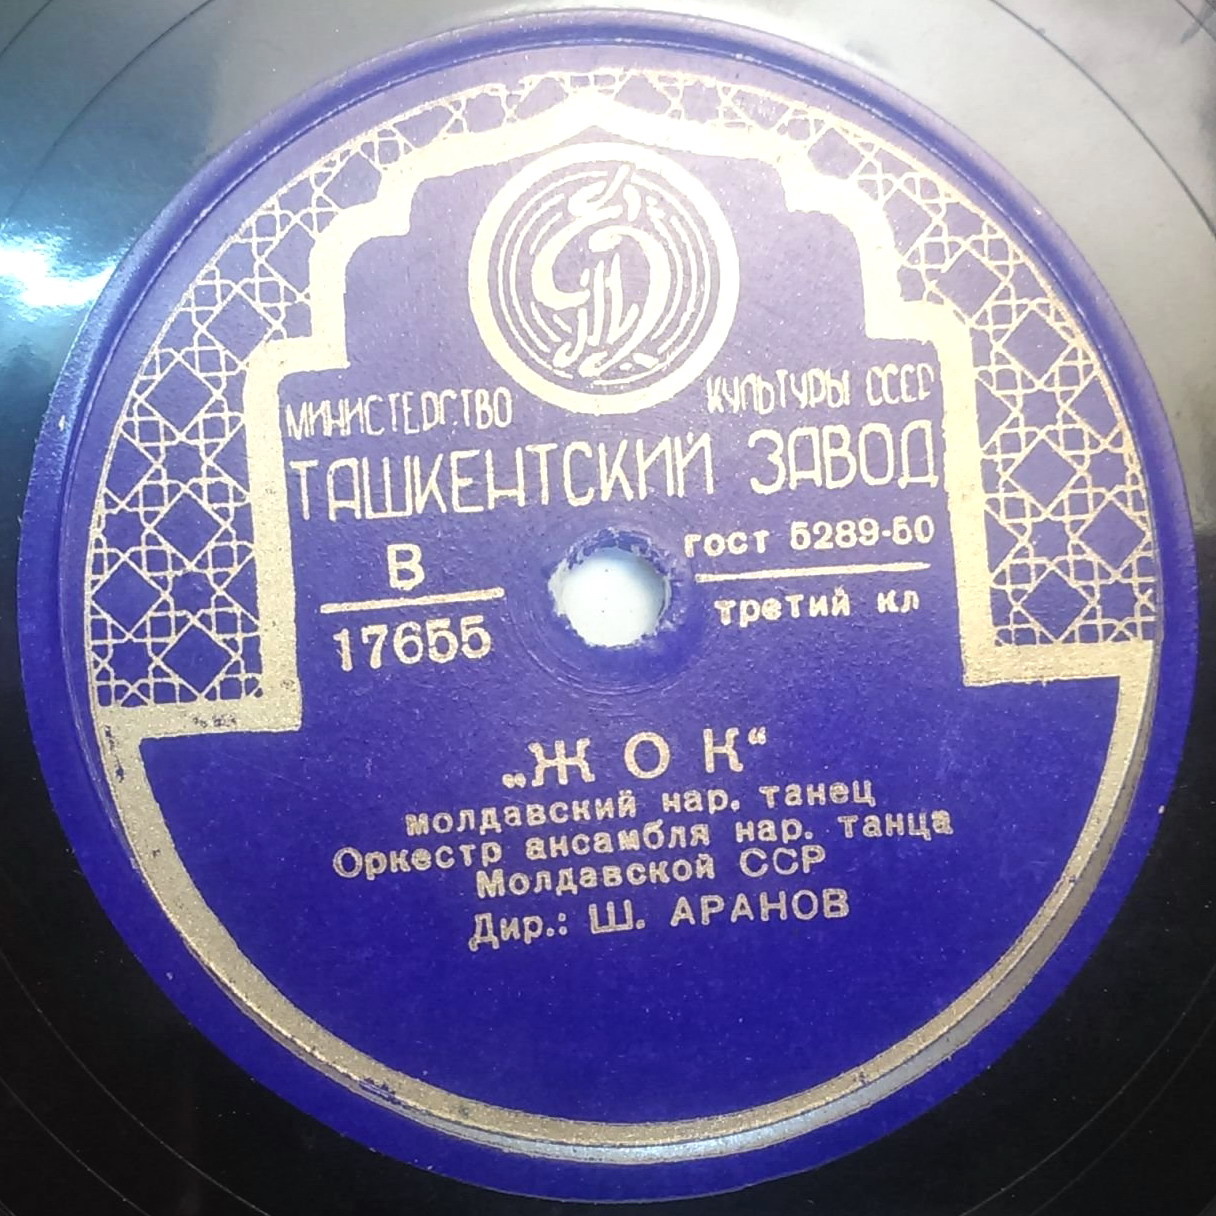 МИНИСТЕРСТВО КУЛЬТУРЫ СССР
ТАШКЕНТСКИЙ ЗАВОД
В
17655
ГОСТ 5289-50
третий кл
„ЖОК“
молдавский нар. танец
Оркестр ансамбля нар. танца
Молдавской ССР
Дир.: Ш. АРАНОВ